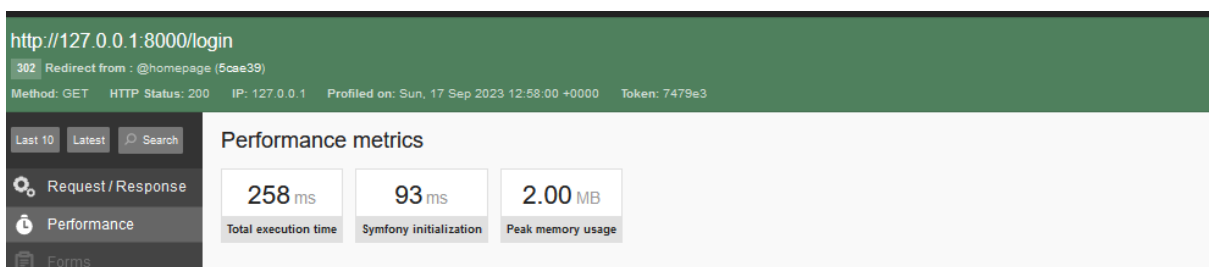 http://127.0.0.1:8000/login
302 Redirect from : @homepage (5cae39)
Method: GET HTTP Status: 200 IP: 127.0.0.1 Profiled on: Sun, 17 Sep 2023 12:58:00 +0000 Token: 7479e3
Last 10 Latest Search
Request / Response
Performance
Forms
Performance metrics
258 ms
Total execution time
93 ms
Symfony initialization
2.00 MB
Peak memory usage